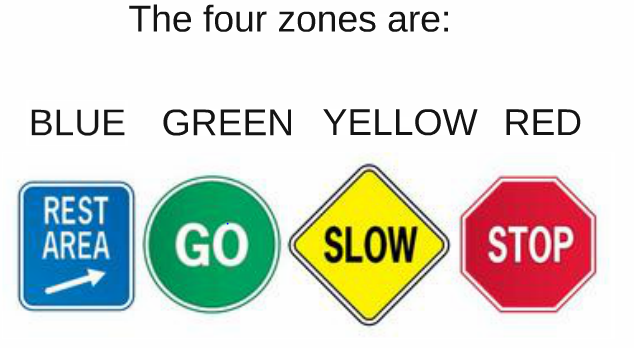 The four zones are:
BLUE GREEN YELLOW RED
REST
AREA
GO
SLOW
STOP